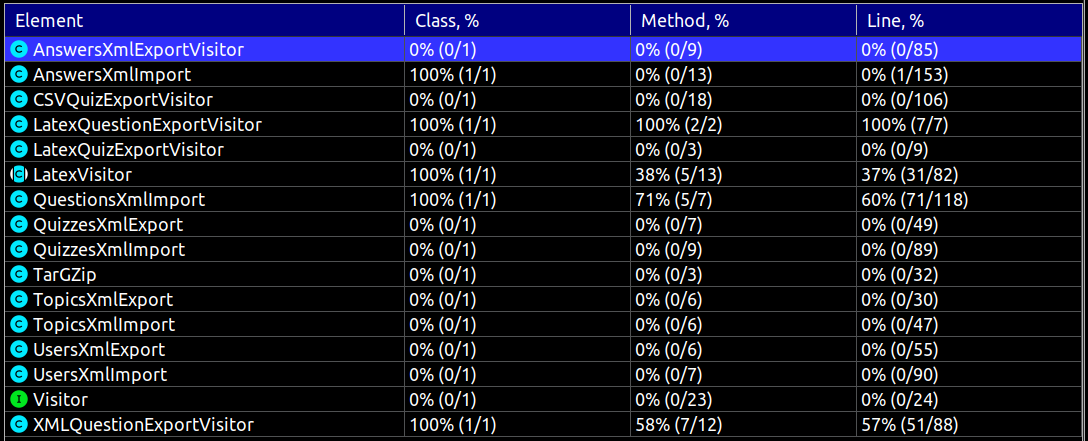 Element Class, % Method, % Line, %
C AnswersXmlExportVisitor 0% (0/1) 0% (0/9) 0% (0/85)
C AnswersXmlImport 100% (1/1) 0% (0/13) 0% (1/153)
C CSVQuizExportVisitor 0% (0/1) 0% (0/18) 0% (0/106)
C LatexQuestionExportVisitor 100% (1/1) 100% (2/2) 100% (7/7)
C LatexQuizExportVisitor 0% (0/1) 0% (0/3) 0% (0/9)
C LatexVisitor 100% (1/1) 38% (5/13) 37% (31/82)
C QuestionsXmlImport 100% (1/1) 71% (5/7) 60% (71/118)
C QuizzesXmlExport 0% (0/1) 0% (0/7) 0% (0/49)
C QuizzesXmlImport 0% (0/1) 0% (0/9) 0% (0/89)
C TarGZip 0% (0/1) 0% (0/3) 0% (0/32)
C TopicsXmlExport 0% (0/1) 0% (0/6) 0% (0/30)
C TopicsXmlImport 0% (0/1) 0% (0/6) 0% (0/47)
C UsersXmlExport 0% (0/1) 0% (0/6) 0% (0/55)
C UsersXmlImport 0% (0/1) 0% (0/7) 0% (0/90)
I Visitor 0% (0/1) 0% (0/23) 0% (0/24)
C XMLQuestionExportVisitor 100% (1/1) 58% (7/12) 57% (51/88)